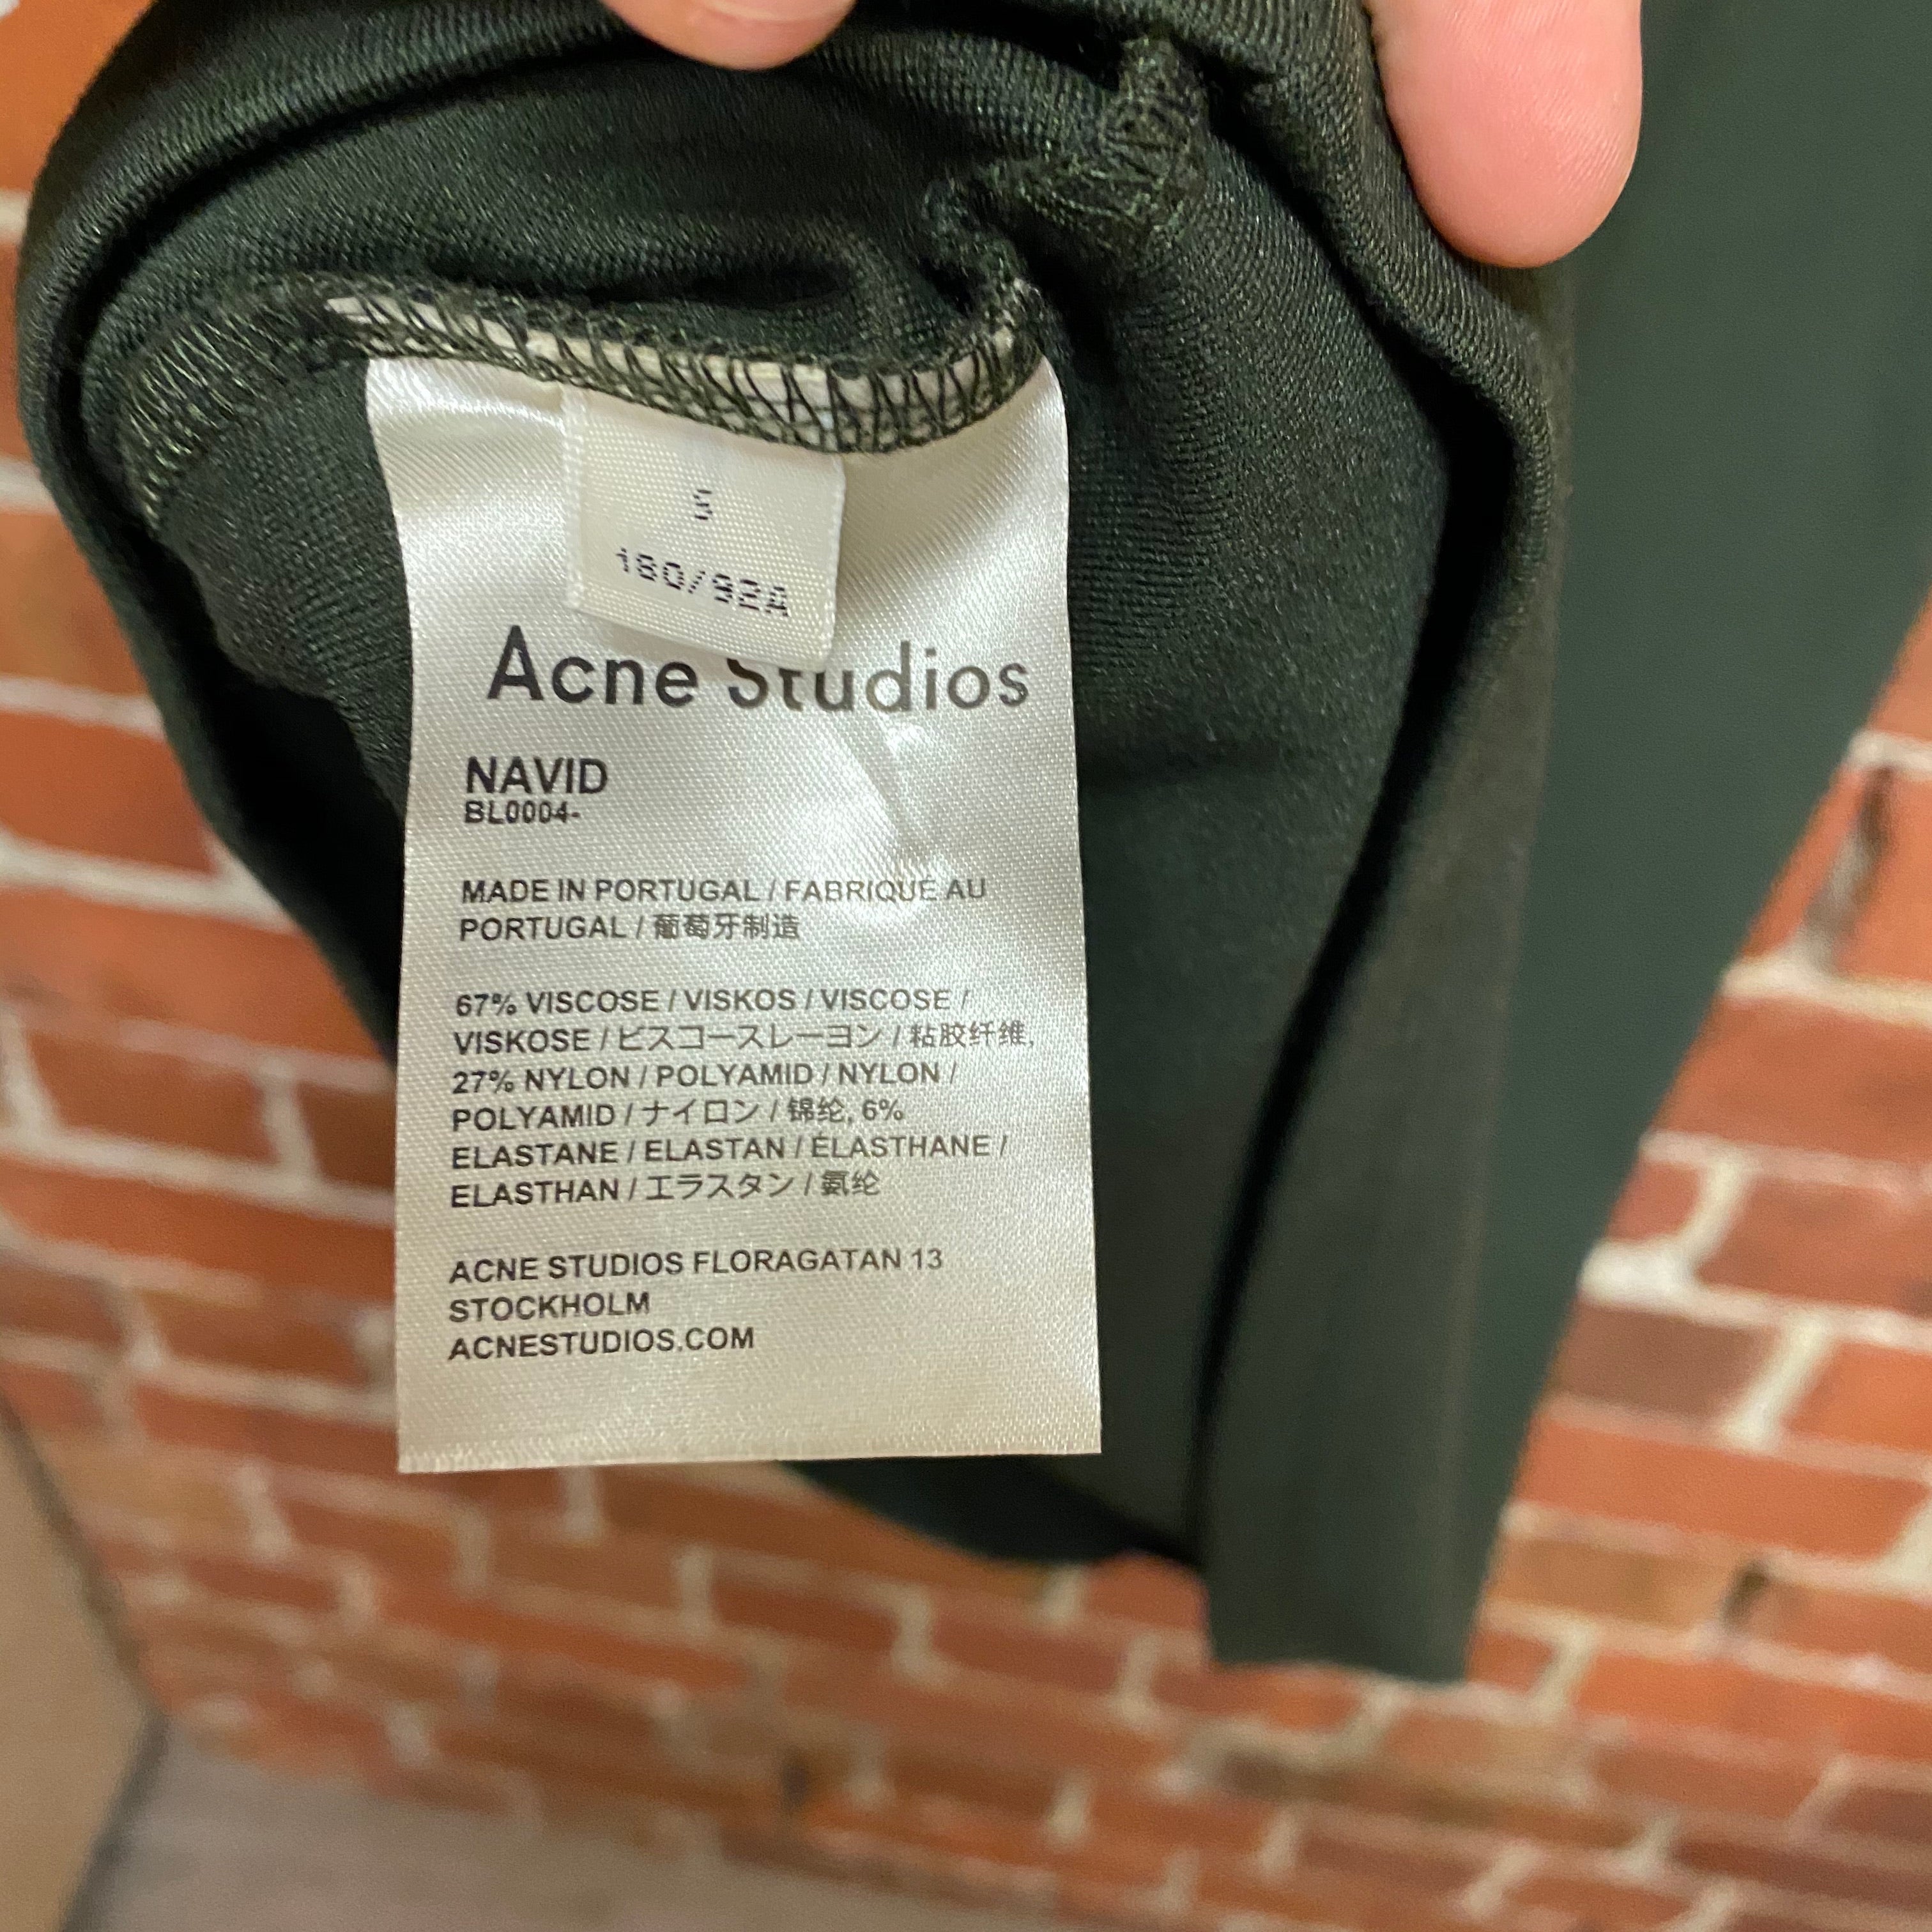 180/92A
Acne Studios
NAVID
BL0004-
MADE IN PORTUGAL / FABRIQUÉ AU
PORTUGAL / 葡萄牙制造
67% VISCOSE / VISKOS / VISCOSE /
VISKOSE / ビスコースレーヨン / 粘胶纤维,
27% NYLON / POLYAMID / NYLON /
POLYAMID / ナイロン / 锦纶, 6%
ELASTANE / ELASTAN / ÉLASTHANE /
ELASTHAN / エラスタン / 氨纶
ACNE STUDIOS FLORAGATAN 13
STOCKHOLM
ACNESTUDIOS.COM